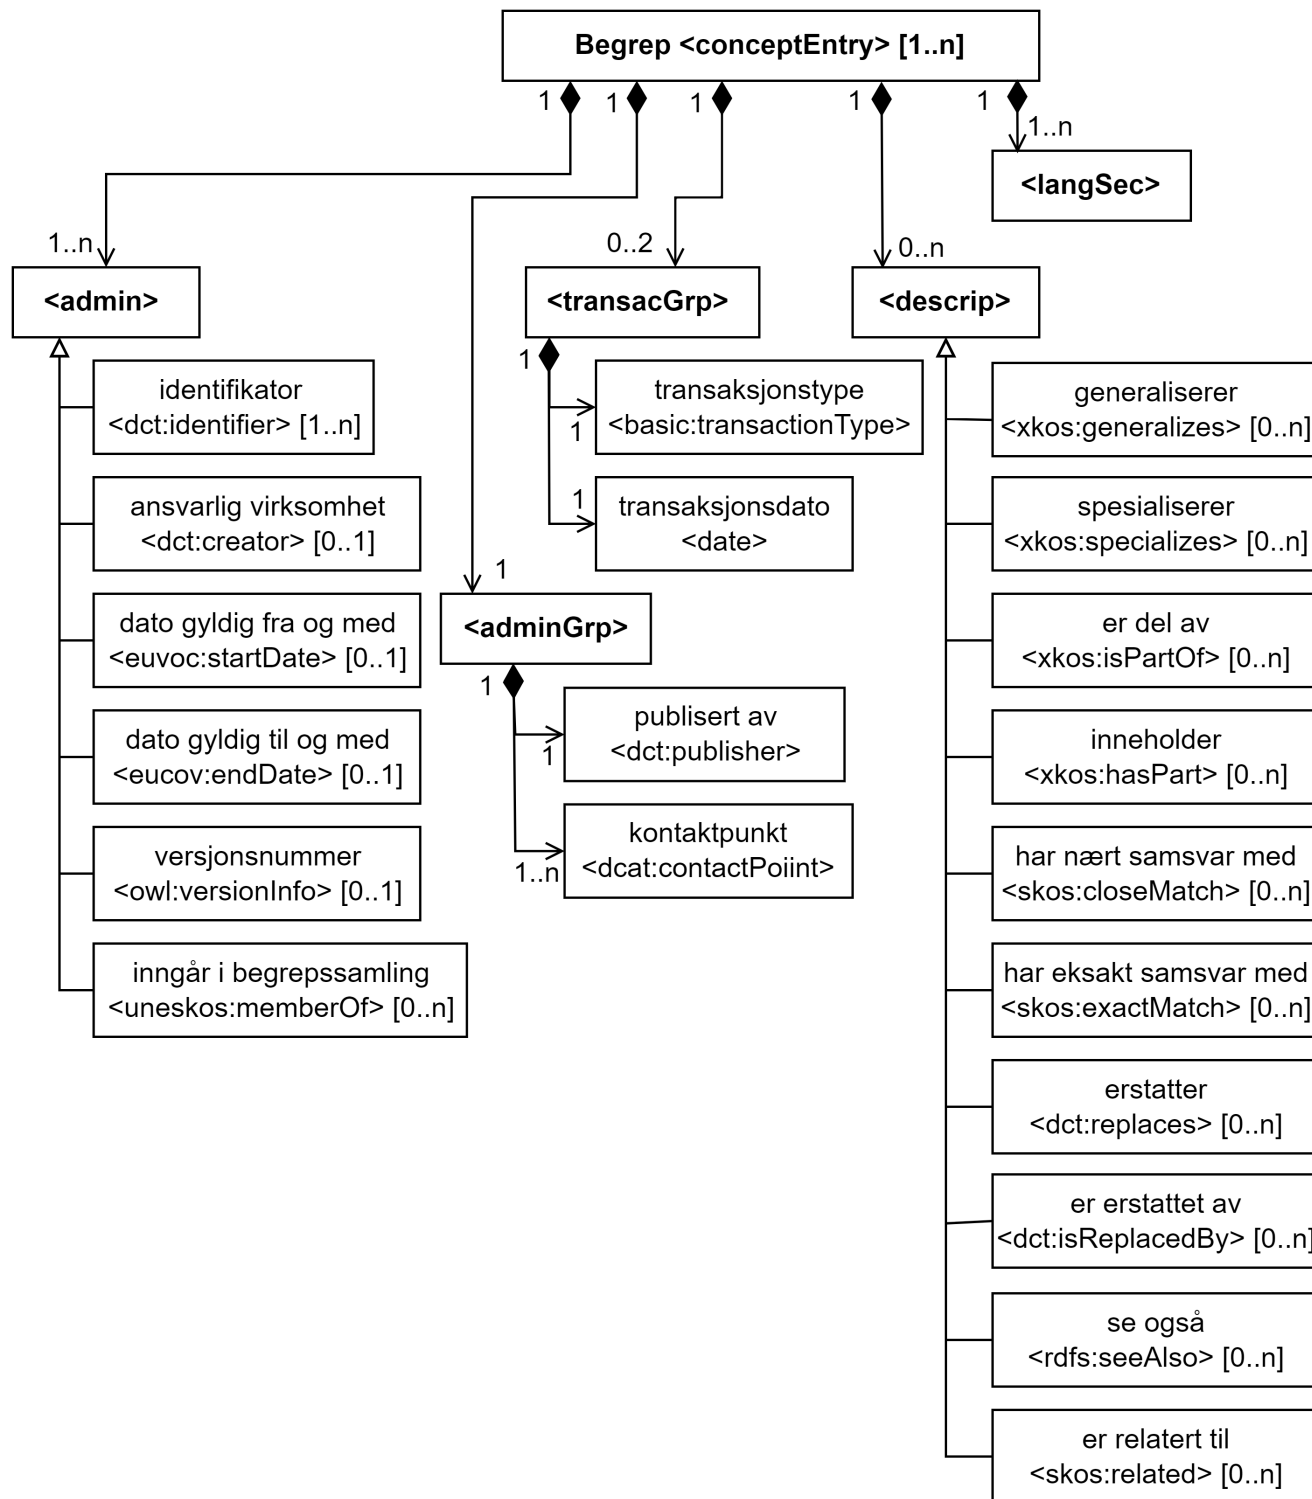 Begrep <conceptEntry> [1..n]
1
1
1
1
1
1..n
<langSec>
1..n
0..2
0..n
<admin>
<transacGrp>
<descrip>
identifikator
<dct:identifier> [1..n]
ansvarlig virksomhet
<dct:creator> [0..1]
dato gyldig fra og med
<euvoc:startDate> [0..1]
dato gyldig til og med
<eucov:endDate> [0..1]
versjonsnummer
<owl:versionInfo> [0..1]
inngår i begrepssamling
<uneskos:memberOf> [0..n]
1
transaksjonstype
<basic:transactionType>
1
1
transaksjonsdato
<date>
1
<adminGrp>
1
publisert av
<dct:publisher>
1
kontaktpunkt
<dcat:contactPoiint>
1..n
generaliserer
<xkos:generalizes> [0..n]
spesialiserer
<xkos:specializes> [0..n]
er del av
<xkos:isPartOf> [0..n]
inneholder
<xkos:hasPart> [0..n]
har nært samsvar med
<skos:closeMatch> [0..n]
har eksakt samsvar med
<skos:exactMatch> [0..n]
erstatter
<dct:replaces> [0..n]
er erstattet av
<dct:isReplacedBy> [0..n]
se også
<rdfs:seeAlso> [0..n]
er relatert til
<skos:related> [0..n]